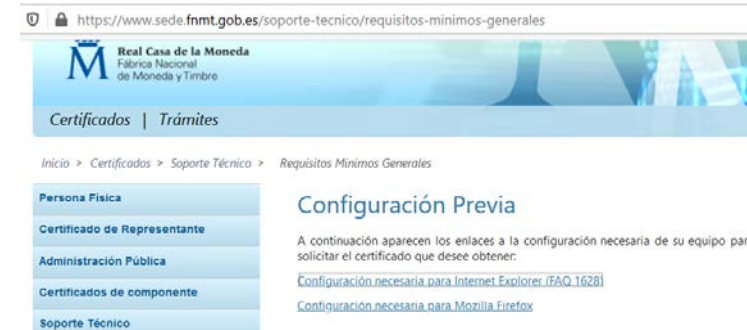 https://www.sede.fnmt.gob.es/soporte-tecnico/requisitos-minimos-generales
Real Casa de la Moneda
Fábrica Nacional
de Moneda y Timbre
Certificados | Trámites
Inicio > Certificados > Soporte Técnico > Requisitos Minimos Generales
Persona Física
Certificado de Representante
Administración Pública
Certificados de componente
Soporte Técnico
Configuración Previa
A continuación aparecen los enlaces a la configuración necesaria de su equipo par
solicitar el certificado que desee obtener:
Configuración necesaria para Internet Explorer (FAQ 1628)
Configuración necesaria para Mozilla Firefox